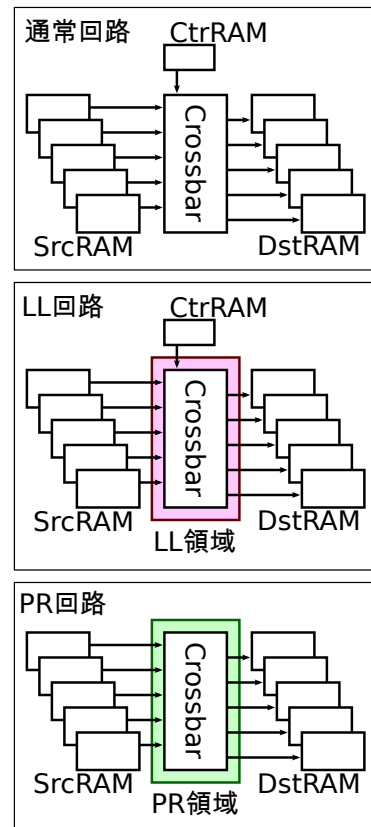 通常回路
CtrRAM
Crossbar
SrcRAM
DstRAM
LL回路
CtrRAM
Crossbar
SrcRAM
DstRAM
LL領域
PR回路
Crossbar
SrcRAM
DstRAM
PR領域